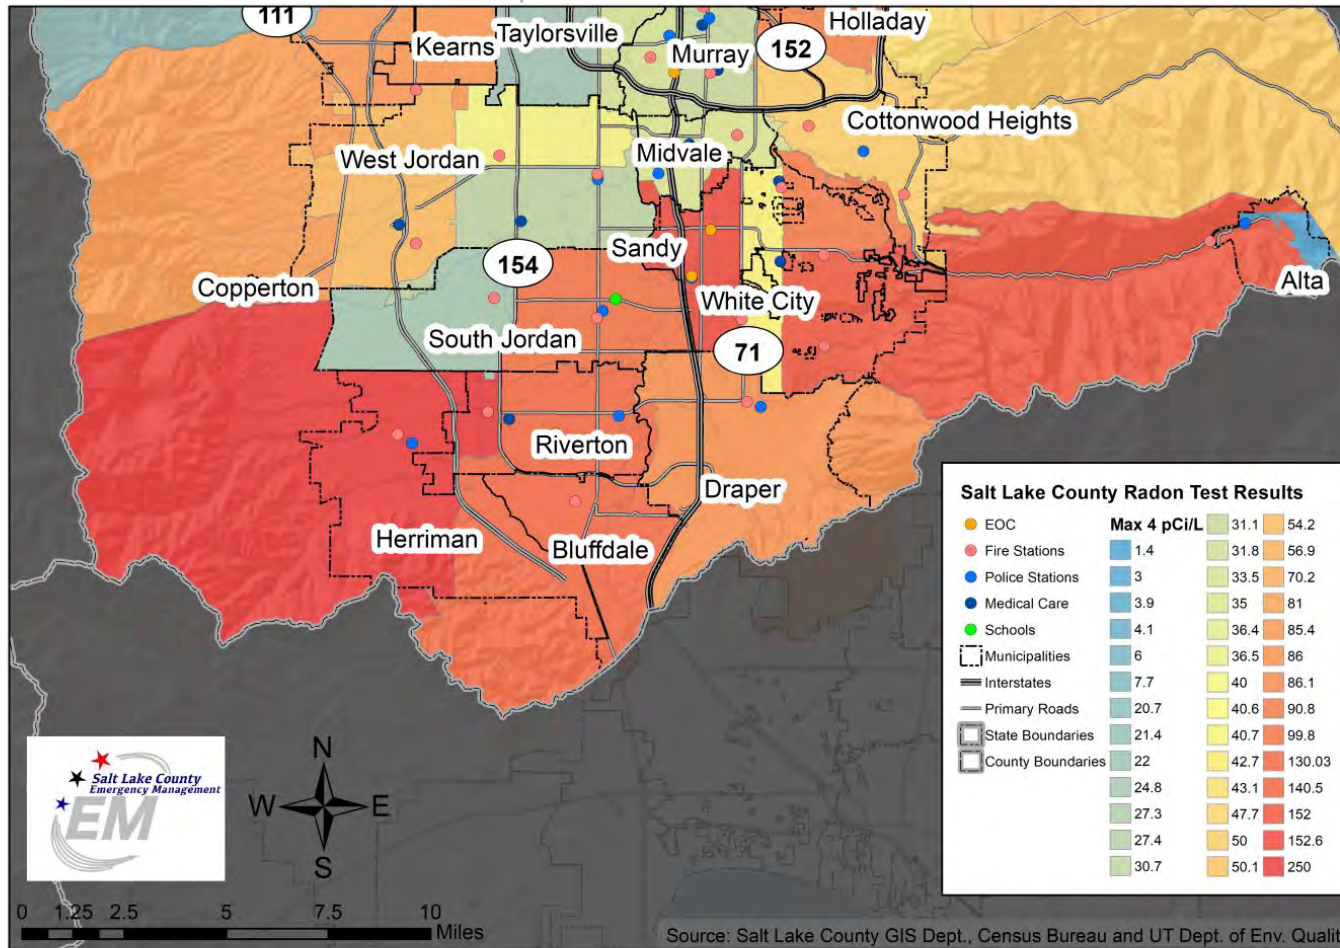 111
Taylorsville
Holladay
Kearns
Murray
152
Cottonwood Heights
West Jordan
Midvale
Sandy
154
Copperton
White City
Alta
South Jordan
71
Riverton
Draper
Herriman
Bluffdale
Salt Lake County Radon Test Results
EOC
Fire Stations
Police Stations
Medical Care
Schools
Municipalities
Interstates
Primary Roads
State Boundaries
County Boundaries
Max 4 pCi/L
1.4
3
3.9
4.1
6
7.7
20.7
21.4
22
24.8
27.3
27.4
30.7
31.1
31.8
33.5
35
36.4
36.5
40
40.6
40.7
42.7
43.1
47.7
50
50.1
54.2
56.9
70.2
81
85.4
86
86.1
90.8
99.8
130.03
140.5
152
152.6
250
Salt Lake County
Emergency Management
EM
N
W E
S
0 1.25 2.5 5 7.5 10
Miles
Source: Salt Lake County GIS Dept., Census Bureau and UT Dept. of Env. Qualit